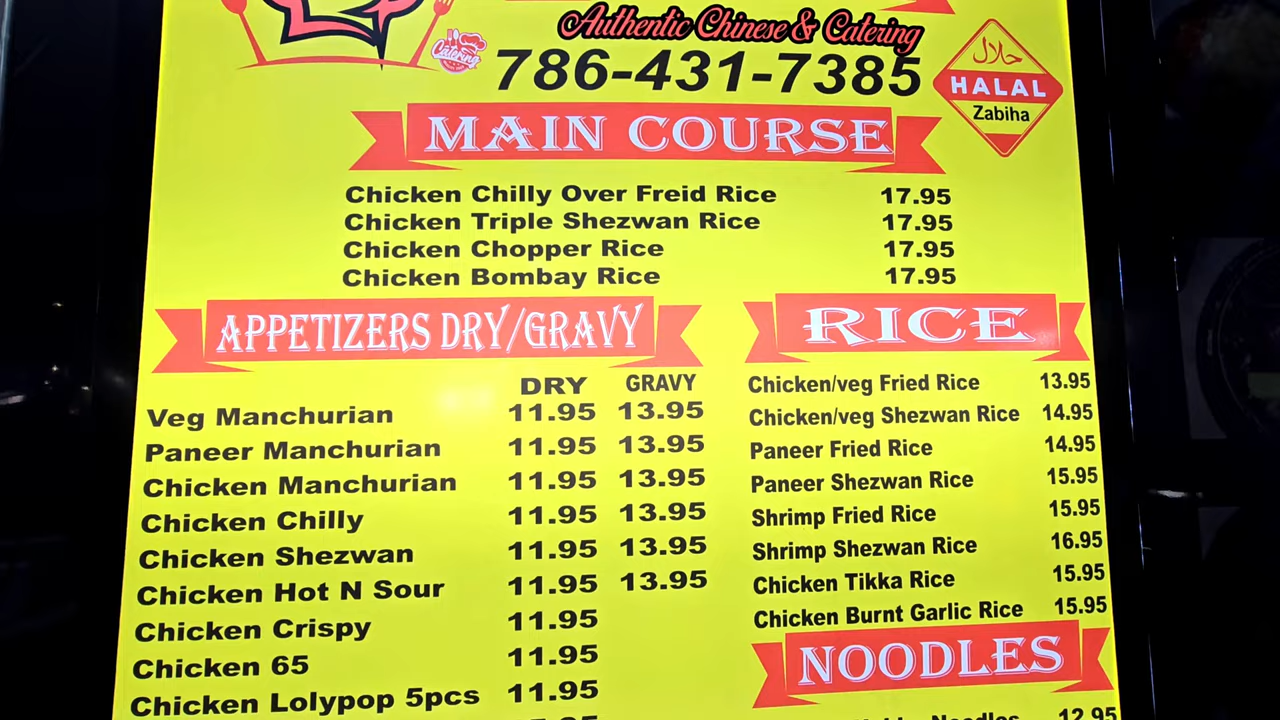 Authentic Chinese & Catering
Catering
786-431-7385
حلال
HALAL
Zabiha
MAIN COURSE
Chicken Chilly Over Freid Rice 17.95
Chicken Triple Shezwan Rice 17.95
Chicken Chopper Rice 17.95
Chicken Bombay Rice 17.95
APPETIZERS DRY/GRAVY
DRY GRAVY
Veg Manchurian 11.95 13.95
Paneer Manchurian 11.95 13.95
Chicken Manchurian 11.95 13.95
Chicken Chilly 11.95 13.95
Chicken Shezwan 11.95 13.95
Chicken Hot N Sour 11.95 13.95
Chicken Crispy 11.95
Chicken 65 11.95
Chicken Lolypop 5pcs 11.95
RICE
Chicken/veg Fried Rice 13.95
Chicken/veg Shezwan Rice 14.95
Paneer Fried Rice 14.95
Paneer Shezwan Rice 15.95
Shrimp Fried Rice 15.95
Shrimp Shezwan Rice 16.95
Chicken Tikka Rice 15.95
Chicken Burnt Garlic Rice 15.95
NOODLES
Noodles 12.95